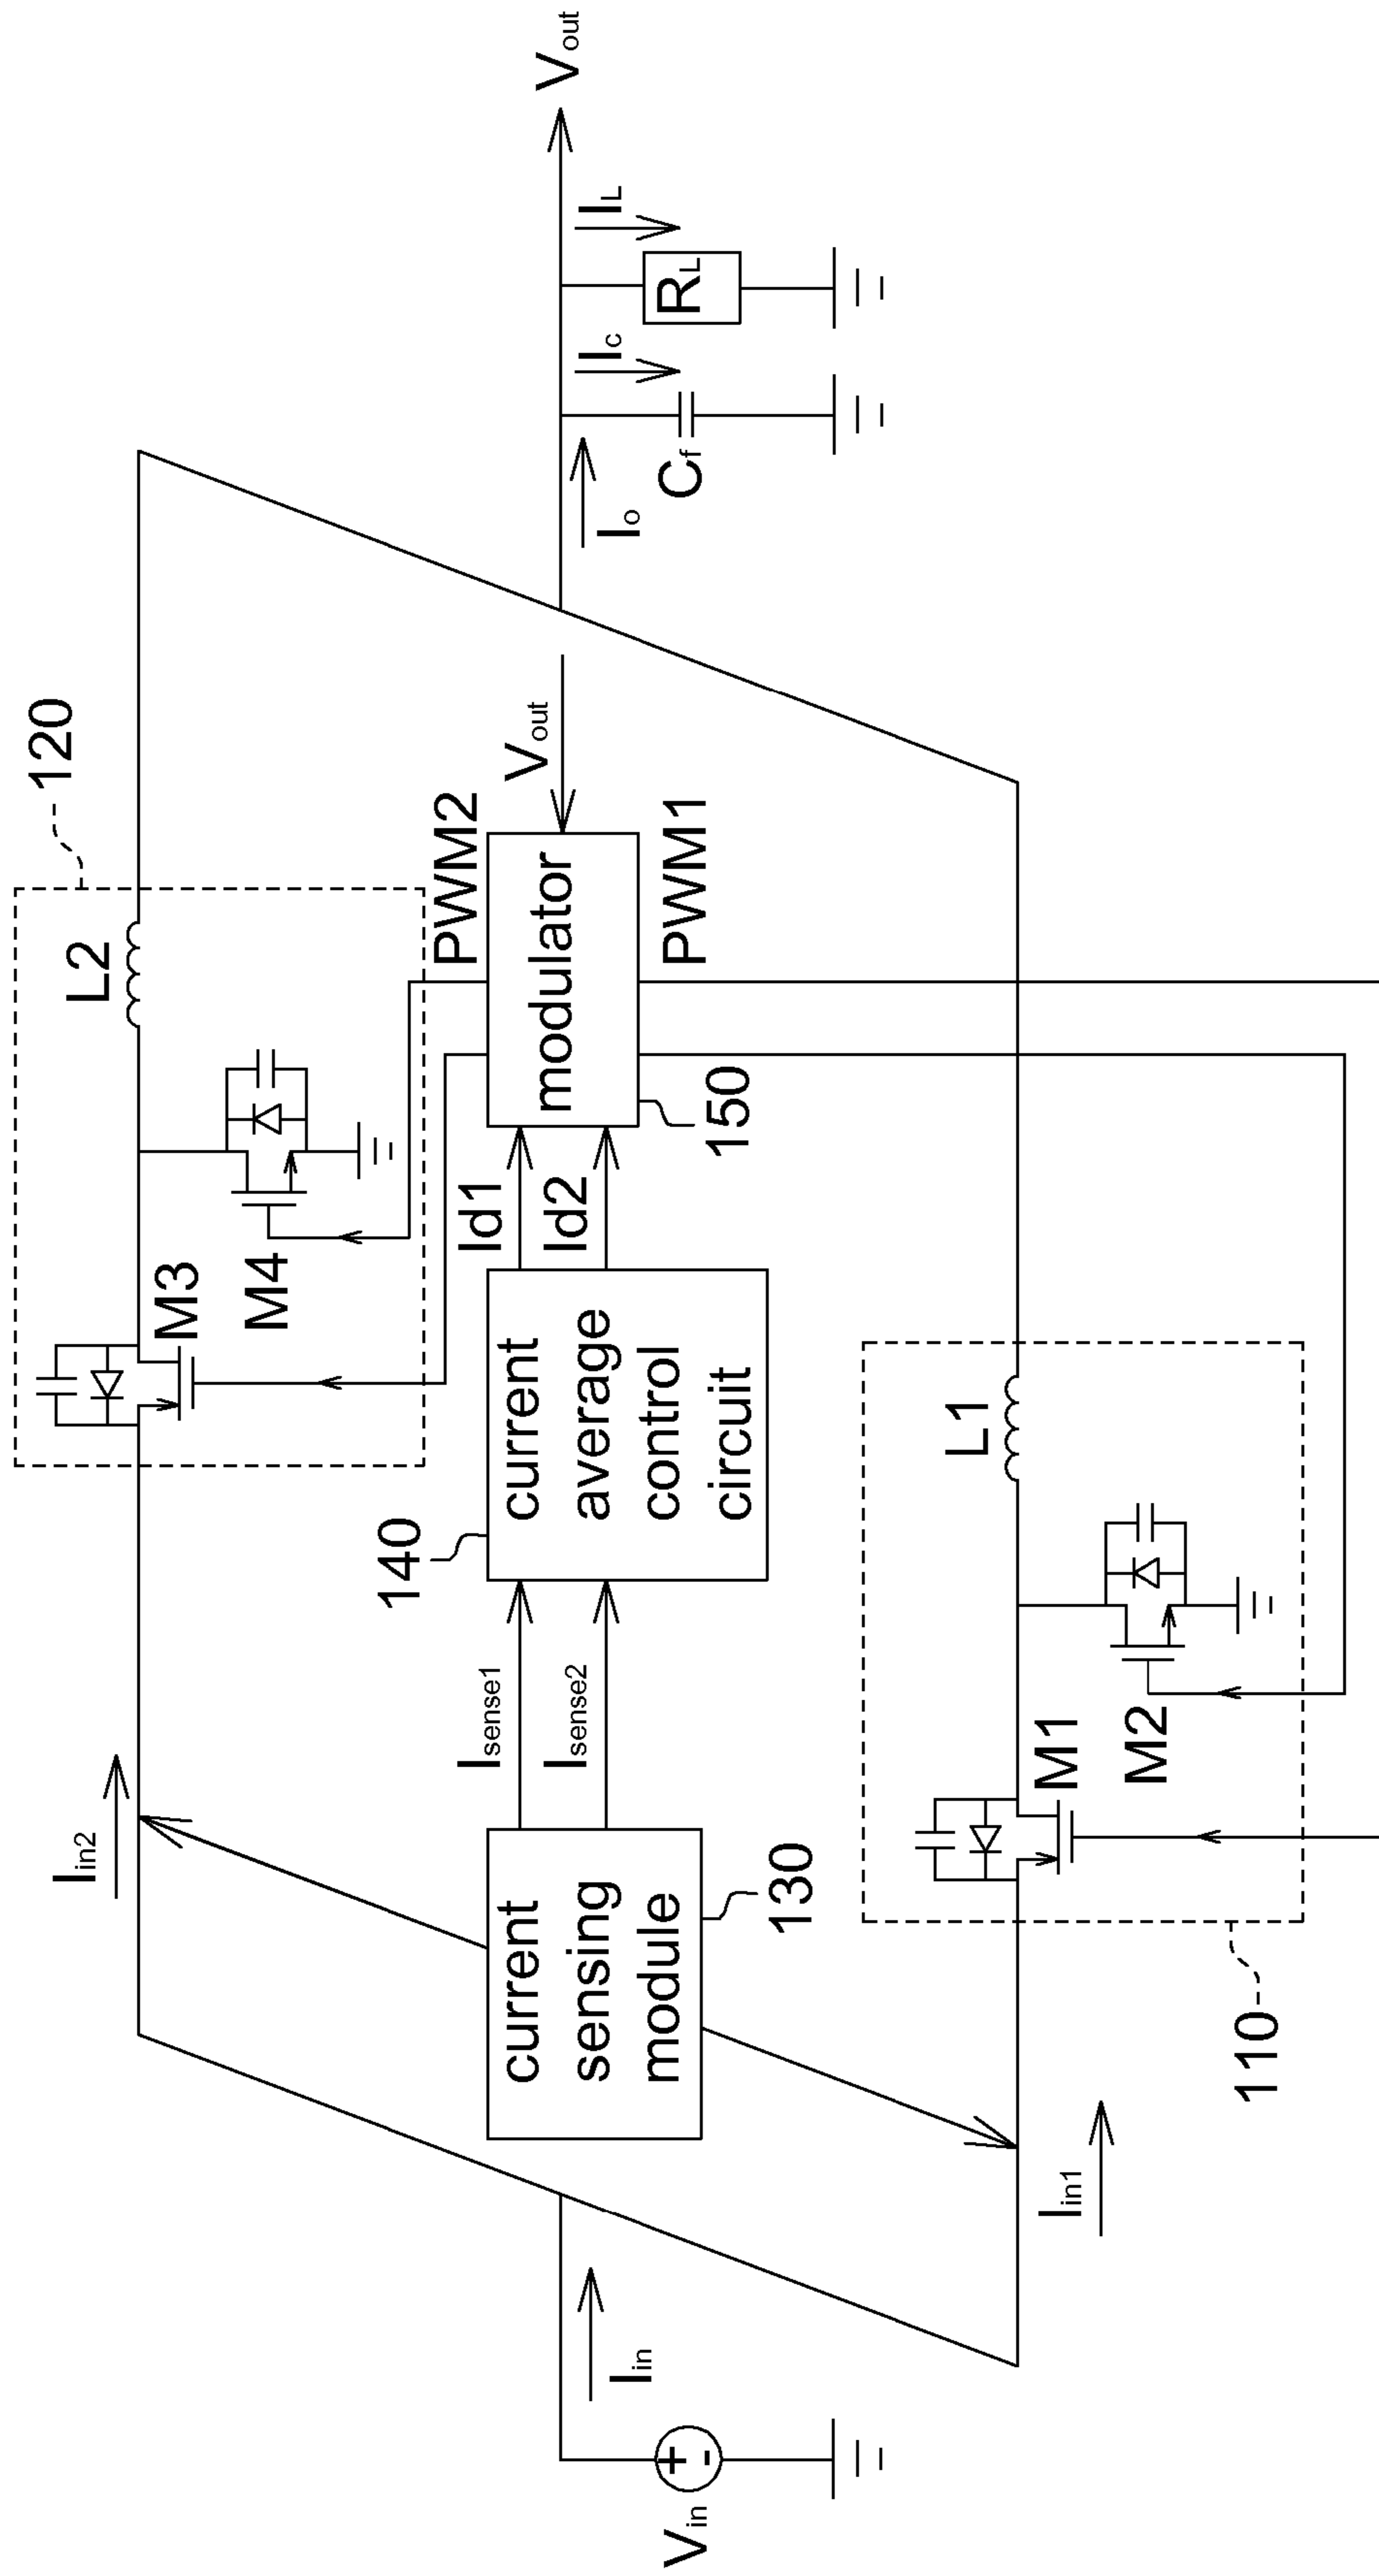 120
L2
M3
M4
Iin2
PWM2
Vout
modulator
150
PWM1
Id1
Id2
140
current
average
control
circuit
Isense1
Isense2
current
sensing
module
130
Vin
+
-
Iin
Iin1
110
M1
M2
L1
Io
Cf
Ic
RL
IL
Vout